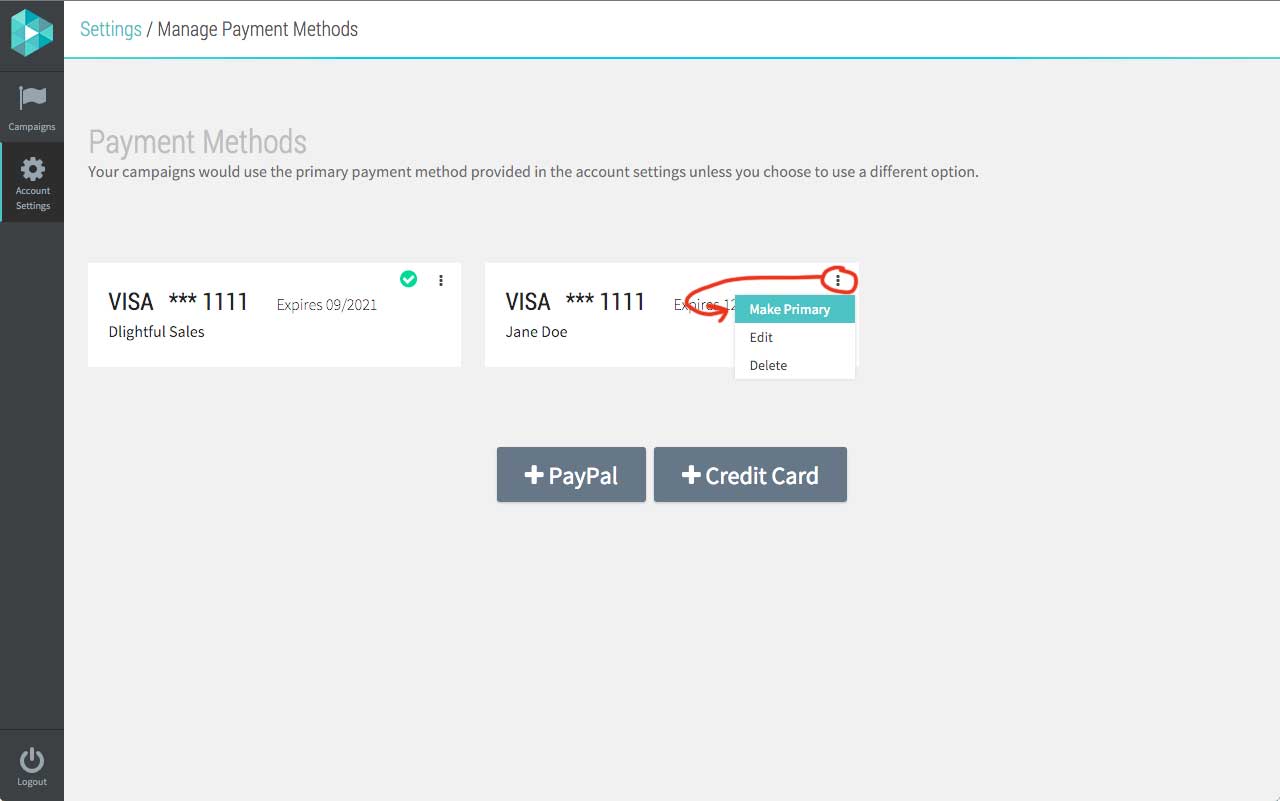 Settings / Manage Payment Methods
Campaigns
Account
Settings
Payment Methods
Your campaigns would use the primary payment method provided in the account settings unless you choose to use a different option.
VISA *** 1111 Expires 09/2021
Dlightful Sales
VISA *** 1111 Expires 12
Jane Doe
Make Primary
Edit
Delete
PayPal
Credit Card
Logout